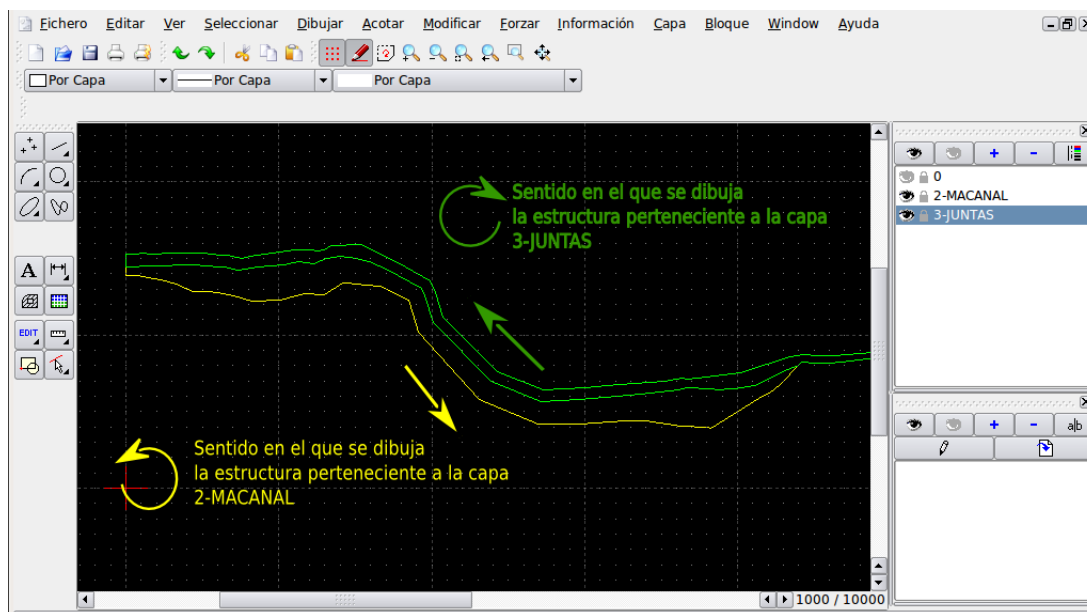 Fichero Editar Ver Seleccionar Dibujar Acotar Modificar Forzar Información Capa Bloque Window Ayuda
Por Capa Por Capa Por Capa
0
2-MACANAL
3-JUNTAS
Sentido en el que se dibuja
la estructura perteneciente a la capa
3-JUNTAS
A
EDIT
a|b
Sentido en el que se dibuja
la estructura perteneciente a la capa
2-MACANAL
1000 / 10000